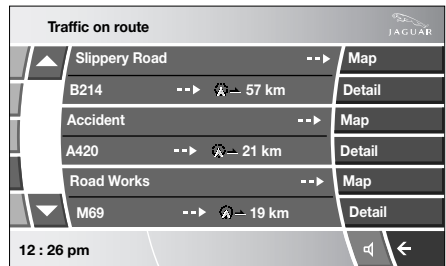 Traffic on route
JAGUAR
Slippery Road Map
B214 57 km Detail
Accident Map
A420 21 km Detail
Road Works Map
M69 19 km Detail
12 : 26 pm